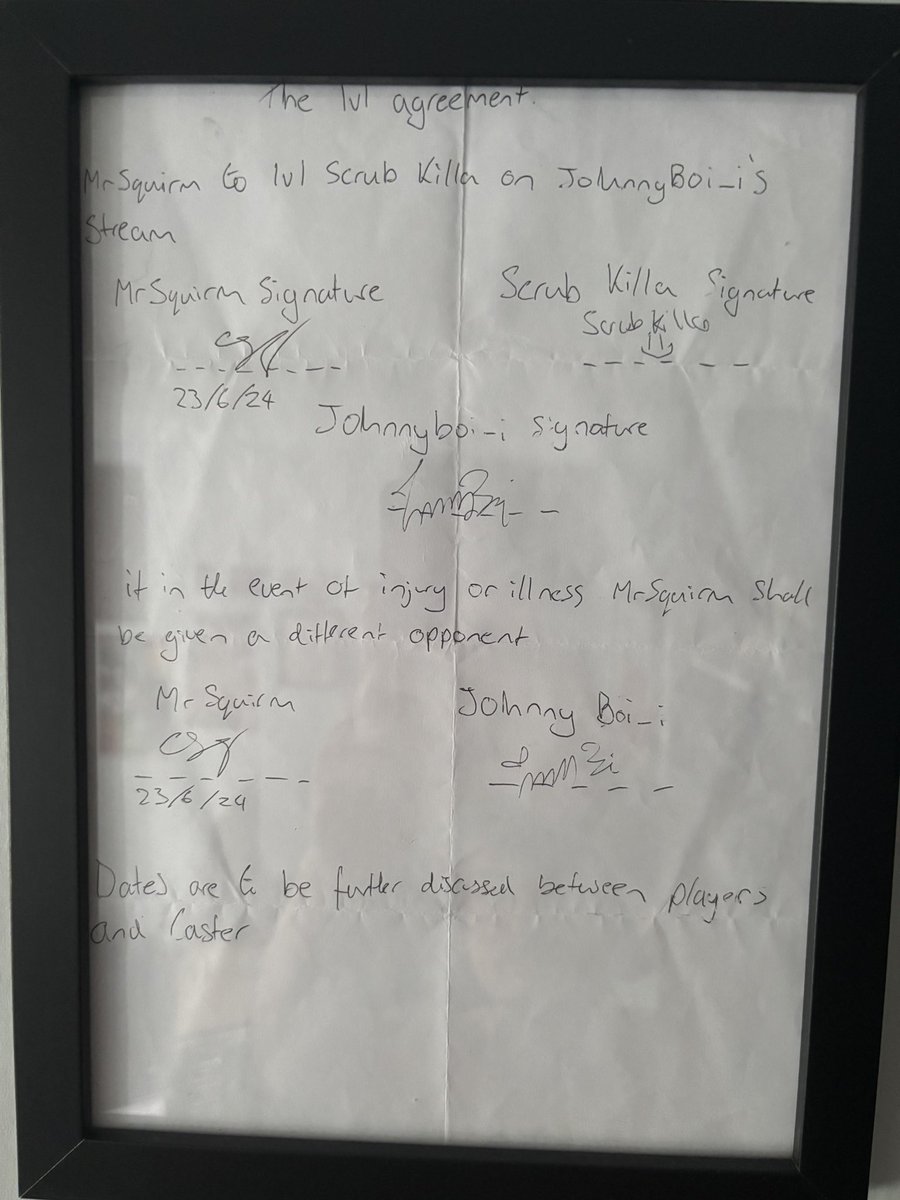 The 1v1 agreement.
MrSquirm to 1v1 Scrub Killa on JohnnyBoi_i's
Stream
MrSquirm Signature
Scrub Killa Signature
Scrub Killa
23/6/24
Johnnyboi_i signature
if in the event of injury or illness MrSquirm Shall
be given a different opponent
MrSquirm
Johnny Boi_i
23/6/24
Dates are to be further discussed between players
and Caster